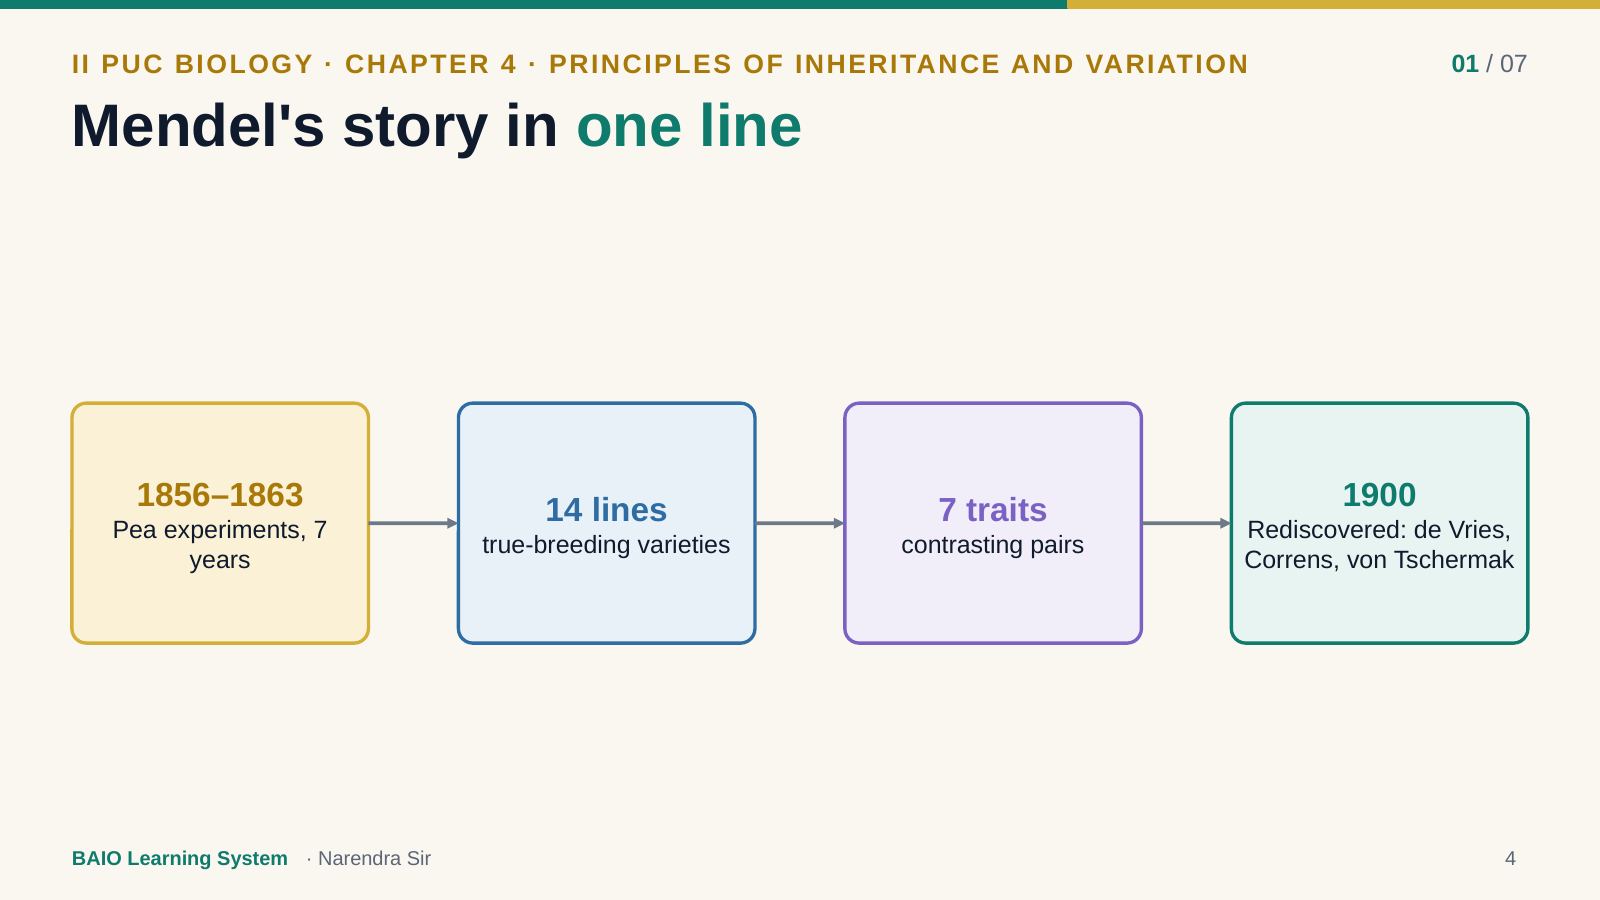 II PUC BIOLOGY · CHAPTER 4 · PRINCIPLES OF INHERITANCE AND VARIATION
01 / 07
Mendel's story in one line
1856–1863
Pea experiments, 7
years
14 lines
true-breeding varieties
7 traits
contrasting pairs
1900
Rediscovered: de Vries,
Correns, von Tschermak
BAIO Learning System · Narendra Sir
4